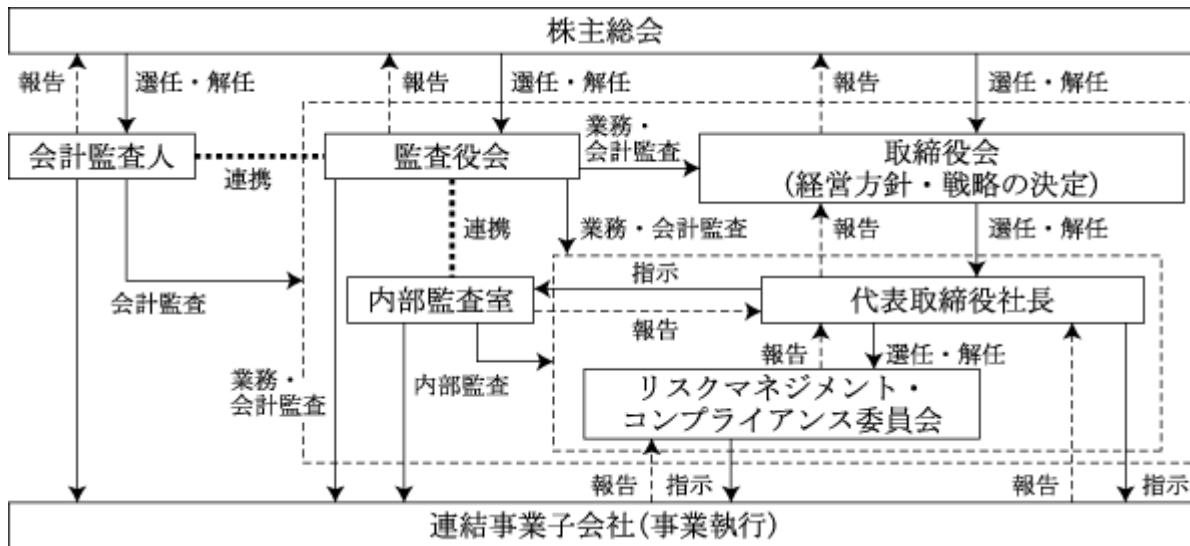 株主総会
報告
選任・解任
報告
選任・解任
報告
選任・解任
会計監査人
連携
監査役会
業務・
会計監査
取締役会
(経営方針・戦略の決定)
連携
業務・会計監査
報告
選任・解任
会計監査
内部監査室
指示
報告
代表取締役社長
業務・
会計監査
内部監査
報告
選任・解任
リスクマネジメント・
コンプライアンス委員会
報告
指示
報告
指示
連結事業子会社(事業執行)